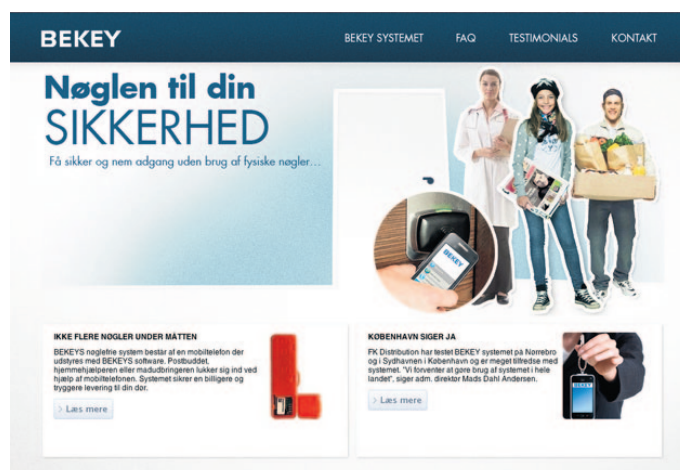 BEKEY
BEKEY SYSTEMET FAQ TESTIMONIALS KONTAKT
Nøglen til din
SIKKERHED
Få sikker og nem adgang uden brug af fysiske nøgler...
BEKEY
IKKE FLERE NØGLER UNDER MÅTTEN
BEKEYS nøglefrie system består af en mobiltelefon der
udstyres med BEKEYS software. Postbuddet,
hjemmehjælperen eller madudbringeren lukker sig ind ved
hjælp af mobiltelefonen. Systemet sikrer en billigere og
tryggere levering til din dør.
> Læs mere
KØBENHAVN SIGER JA
FK Distribution har testet BEKEY systemet på Nørrebro
og i Sydhavnen i København og er meget tilfredse med
systemet. "Vi forventer at gøre brug af systemet i hele
landet", siger adm. direktør Mads Dahl Andersen.
> Læs mere
BEKEY